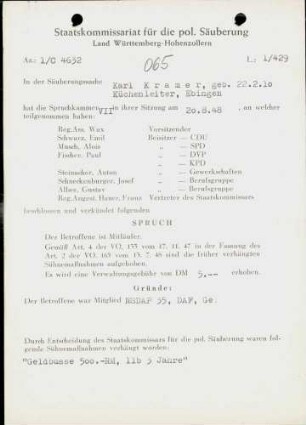 Staatskommissariat für die pol. Säuberung
Land Württemberg-Hohenzollern
Az.: 1/C 4632
L: 1/429
065
In der Säuberungssache Karl Kramer, geb. 22.2.10
Küchenleiter, Ebingen
hat die Spruchkammer VII in ihrer Sitzung am 20.8.48, an welcher
teilgenommen haben:
Reg.Ass. Wax Vorsitzender
Schwarz, Emil Beisitzer — CDU
Musch, Alois „ — SPD
Fischer, Paul „ — DVP
„ — KPD
Steinacker, Anton „ — Gewerkschaften
Schneckenburger, Josef „ — Berufsgruppe
Alber, Gustav „ — Berufsgruppe
Reg.Angest. Hauer, Franz Vertreter des Staatskommissars
beschlossen und verkündet folgenden
SPRUCH
Der Betroffene ist Mitläufer.
Gemäß Art. 4 der VO. 133 vom 17. 11. 47 in der Fassung des
Art. 2 der VO. 165 vom 13. 7. 48 sind die früher verhängten
Sühnemaßnahmen aufgehoben.
Es wird eine Verwaltungsgebühr von DM 5,-- erhoben.
Gründe:
Der Betroffene war Mitglied NSDAP 33, DAF, Ge.
Durch Entscheidung des Staatskommissars für die pol. Säuberung waren fol-
gende Sühnemaßnahmen verhängt worden:
"Geldbusse 500.-RM, 11b 3 Jahre"